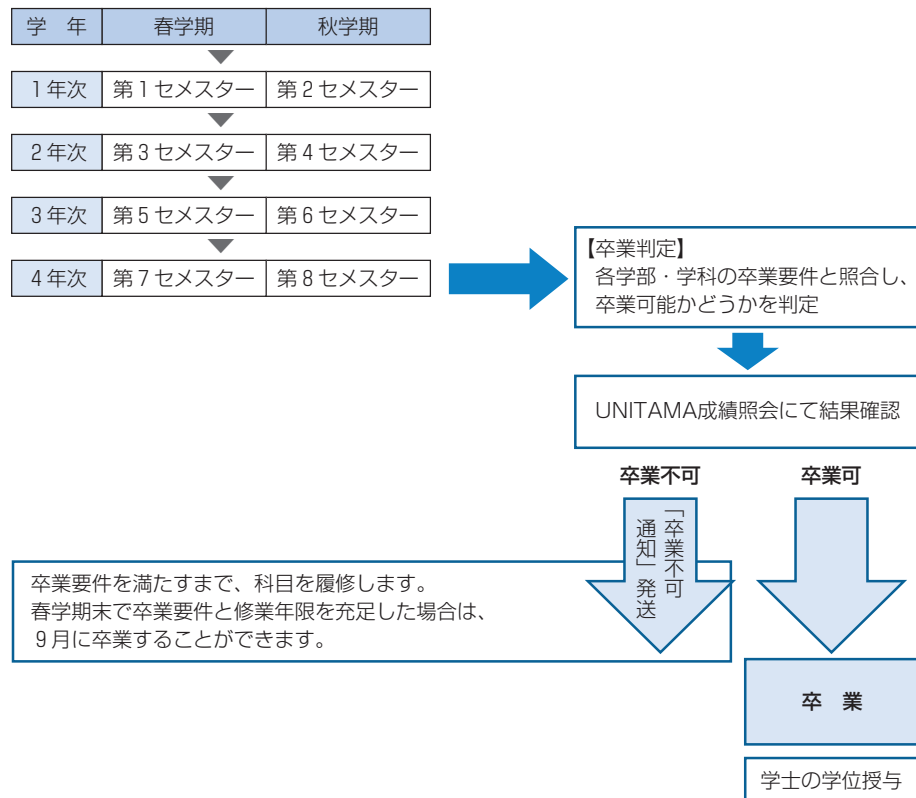 学　年 春学期 秋学期
1年次 第1セメスター 第2セメスター
2年次 第3セメスター 第4セメスター
3年次 第5セメスター 第6セメスター
4年次 第7セメスター 第8セメスター
【卒業判定】
各学部・学科の卒業要件と照合し、
卒業可能かどうかを判定
UNITAMA成績照会にて結果確認
卒業不可 卒業可
「卒業不可
通知」発送
卒業要件を満たすまで、科目を履修します。
春学期末で卒業要件と修業年限を充足した場合は、
9月に卒業することができます。
卒　業
学士の学位授与